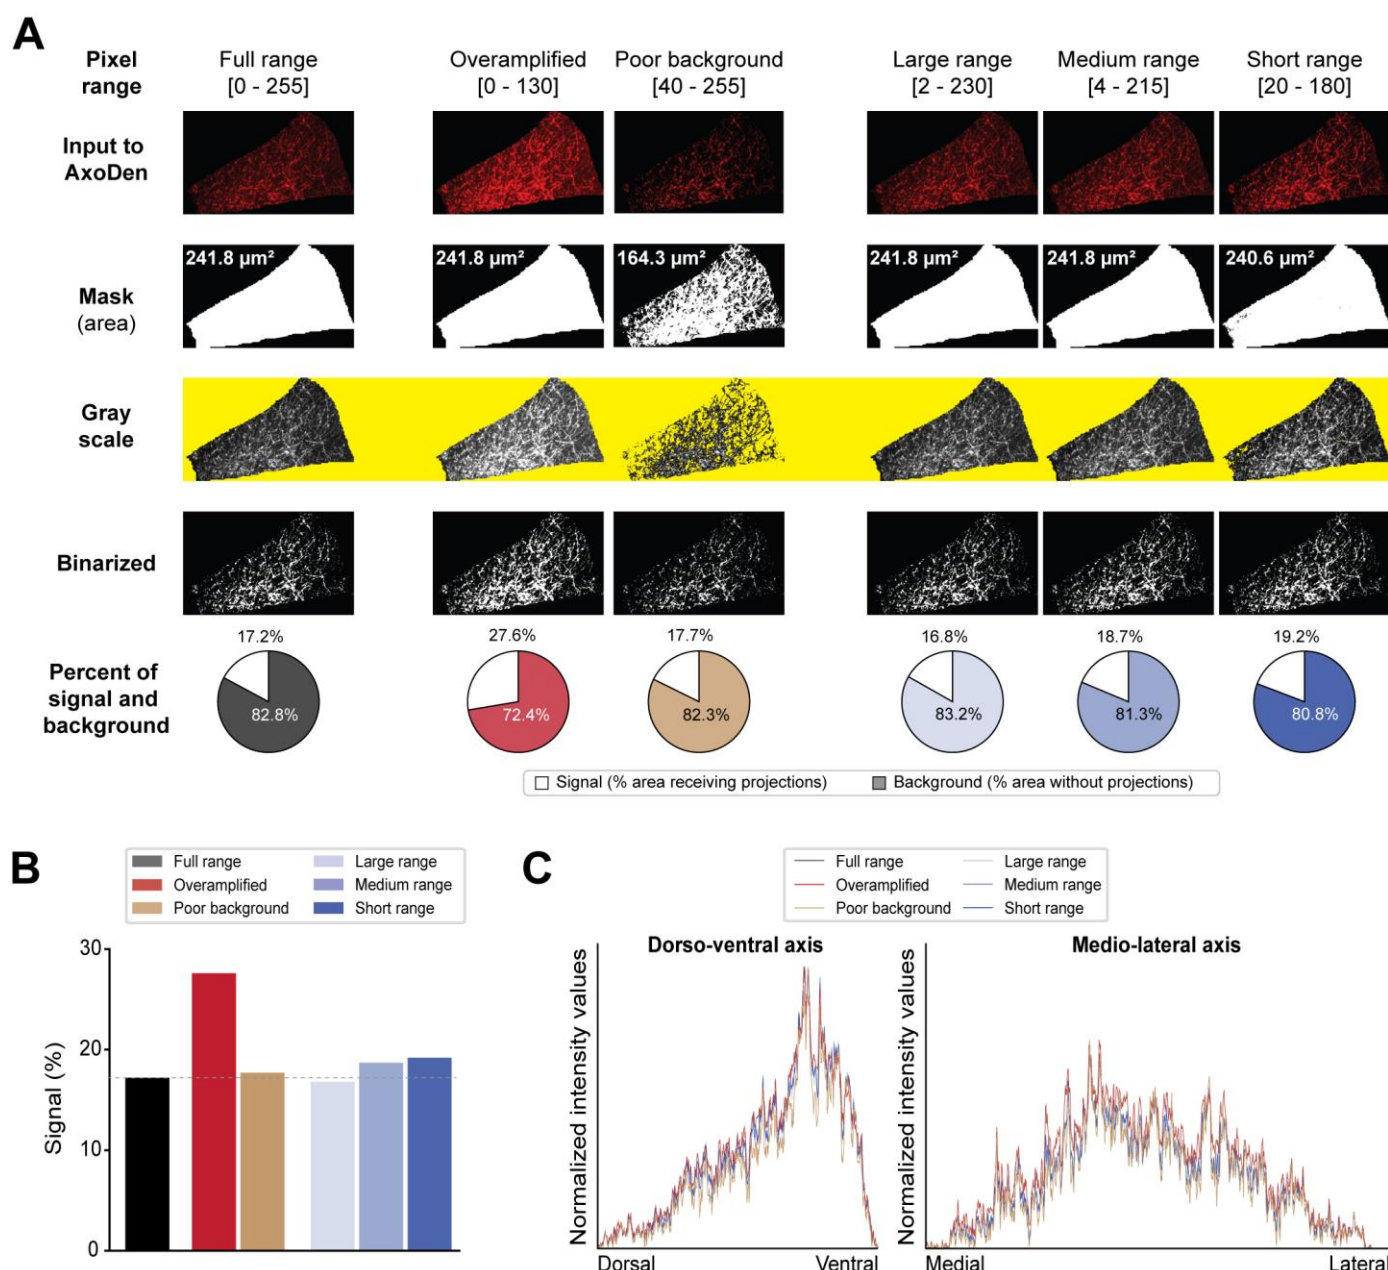 A
Pixel range
Full range [0 - 255]
Overamplified [0 - 130]
Poor background [40 - 255]
Large range [2 - 230]
Medium range [4 - 215]
Short range [20 - 180]
Input to AxoDen
Mask (area)
241.8 µm²
241.8 µm²
164.3 µm²
241.8 µm²
241.8 µm²
240.6 µm²
Gray scale
Binarized
Percent of signal and background
17.2%
82.8%
27.6%
72.4%
17.7%
82.3%
16.8%
83.2%
18.7%
81.3%
19.2%
80.8%
Signal (% area receiving projections)
Background (% area without projections)
B
Full range
Overamplified
Poor background
Large range
Medium range
Short range
Signal (%)
30
20
10
0
C
Full range
Overamplified
Poor background
Large range
Medium range
Short range
Dorso-ventral axis
Normalized intensity values
Dorsal
Ventral
Medio-lateral axis
Normalized intensity values
Medial
Lateral